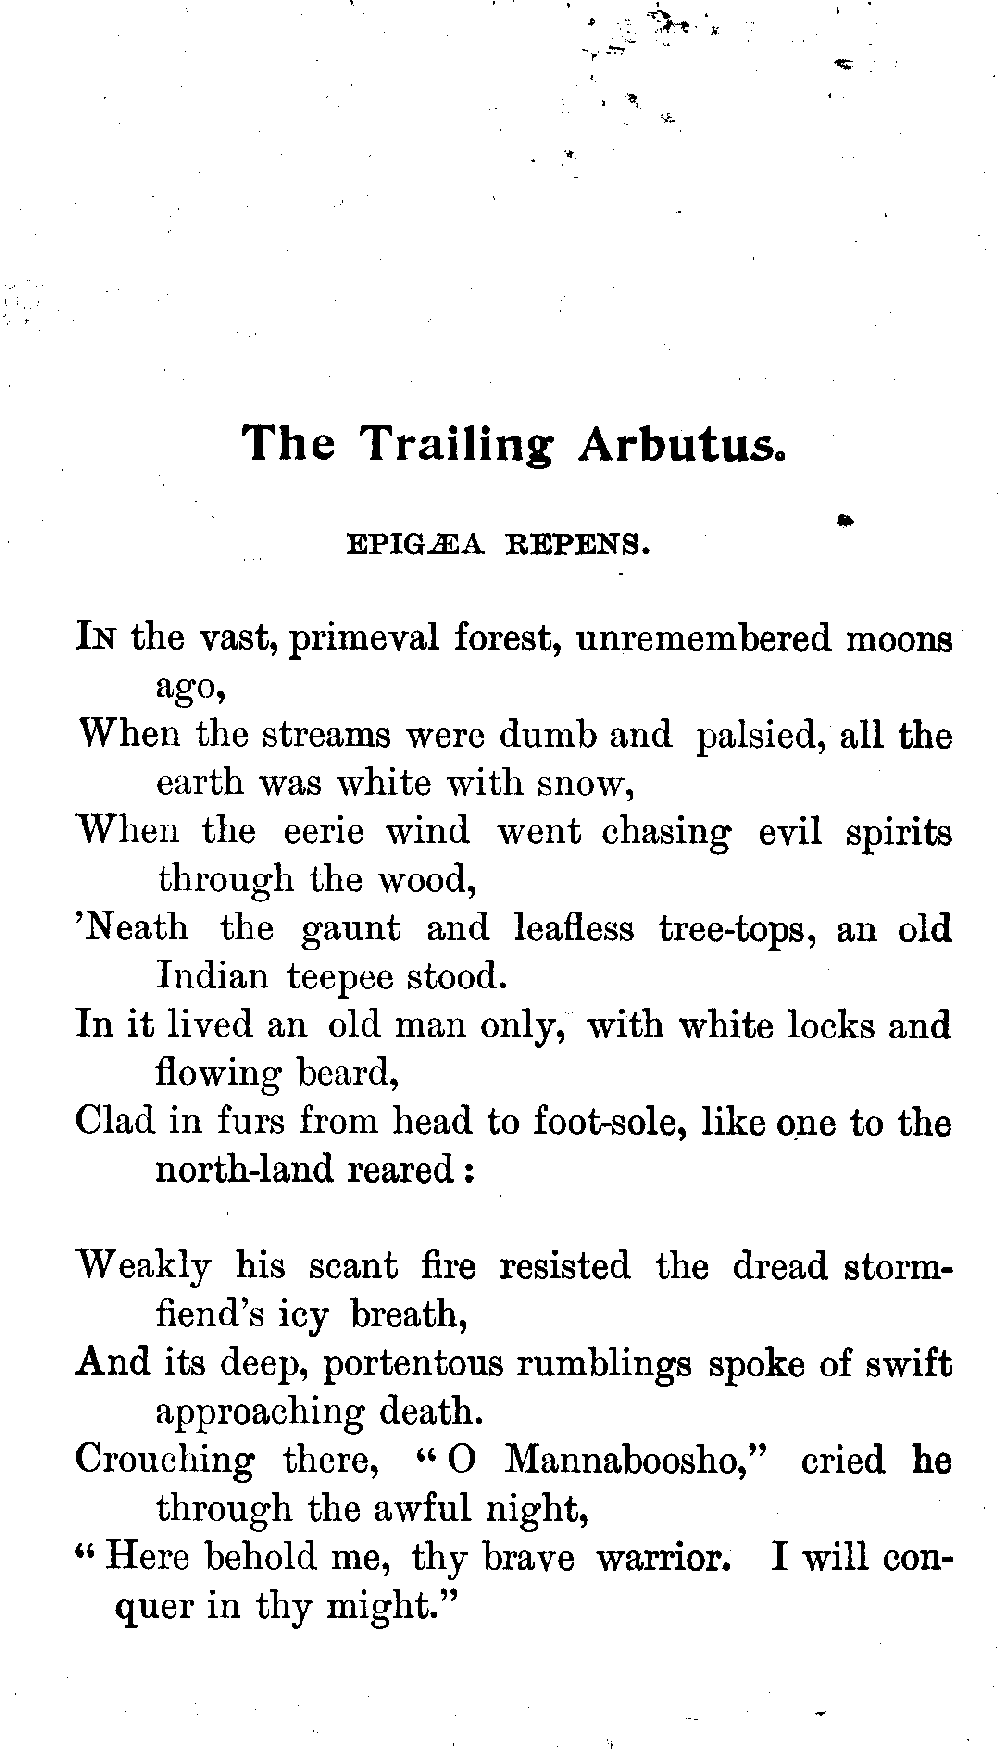 The Trailing Arbutus.
EPIGÆA REPENS.
IN the vast, primeval forest, unremembered moons
ago,
When the streams were dumb and palsied, all the
earth was white with snow,
When the eerie wind went chasing evil spirits
through the wood,
’Neath the gaunt and leafless tree-tops, an old
Indian teepee stood.
In it lived an old man only, with white locks and
flowing beard,
Clad in furs from head to foot-sole, like one to the
north-land reared :
Weakly his scant fire resisted the dread storm-
fiend’s icy breath,
And its deep, portentous rumblings spoke of swift
approaching death.
Crouching there, “ O Mannaboosho,” cried he
through the awful night,
“ Here behold me, thy brave warrior. I will con-
quer in thy might.”